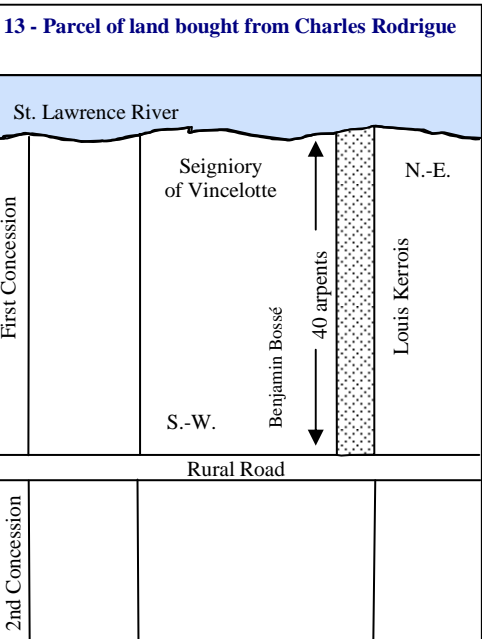 13 - Parcel of land bought from Charles Rodrigue
St. Lawrence River
Seigniory
of Vincelotte
N.-E.
First Concession
40 arpents
Louis Kerrois
Benjamin Bossé
S.-W.
Rural Road
2nd Concession